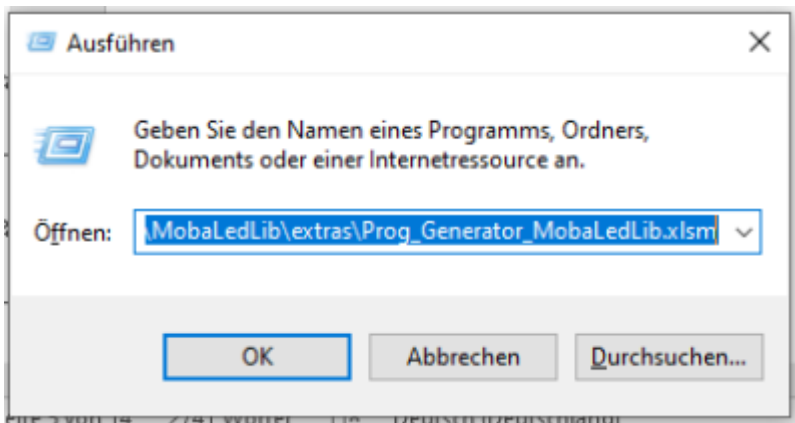 Ausführen
Geben Sie den Namen eines Programms, Ordners,
Dokuments oder einer Internetressource an.
Öffnen: \MobaLedLib\extras\Prog_Generator_MobaLedLib.xlsm
OK Abbrechen Durchsuchen...